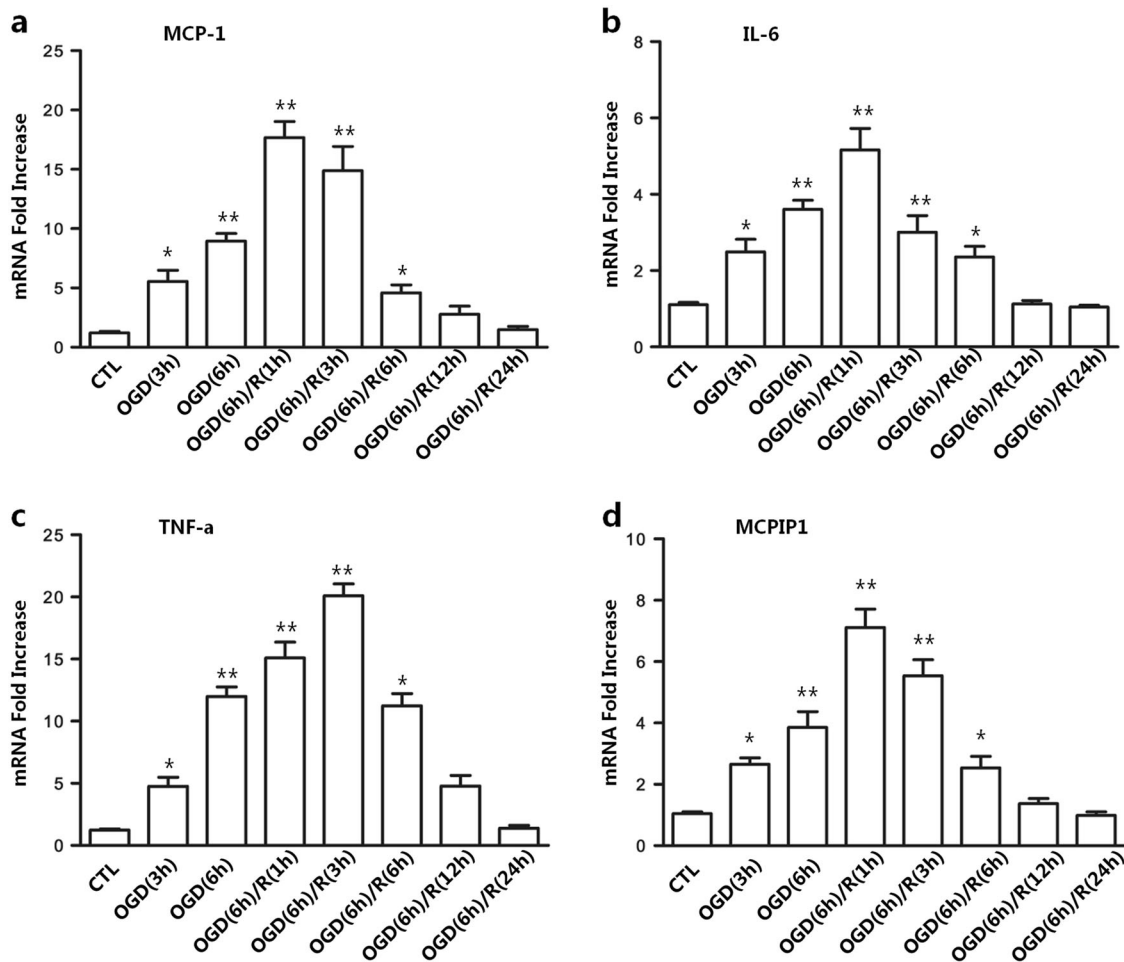 a
MCP-1
mRNA Fold Increase
25
20
15
10
5
0
*
**
**
**
*
CTL
OGD(3h)
OGD(6h)
OGD(6h)/R(1h)
OGD(6h)/R(3h)
OGD(6h)/R(6h)
OGD(6h)/R(12h)
OGD(6h)/R(24h)
b
IL-6
mRNA Fold Increase
8
6
4
2
0
*
**
**
**
*
CTL
OGD(3h)
OGD(6h)
OGD(6h)/R(1h)
OGD(6h)/R(3h)
OGD(6h)/R(6h)
OGD(6h)/R(12h)
OGD(6h)/R(24h)
c
TNF-a
mRNA Fold Increase
25
20
15
10
5
0
*
**
**
**
*
CTL
OGD(3h)
OGD(6h)
OGD(6h)/R(1h)
OGD(6h)/R(3h)
OGD(6h)/R(6h)
OGD(6h)/R(12h)
OGD(6h)/R(24h)
d
MCPIP1
mRNA Fold Increase
10
8
6
4
2
0
*
**
**
**
*
CTL
OGD(3h)
OGD(6h)
OGD(6h)/R(1h)
OGD(6h)/R(3h)
OGD(6h)/R(6h)
OGD(6h)/R(12h)
OGD(6h)/R(24h)